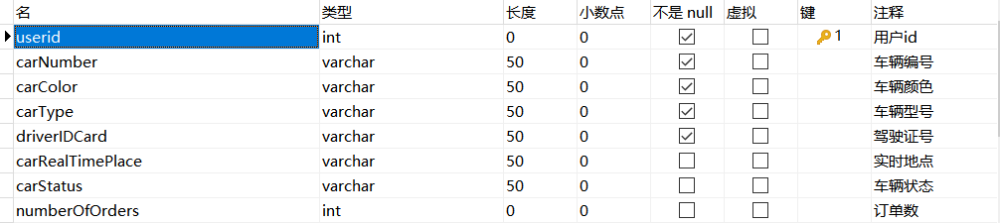 名 类型 长度 小数点 不是 null 虚拟 键 注释
userid int 0 0 1 用户id
carNumber varchar 50 0 车辆编号
carColor varchar 50 0 车辆颜色
carType varchar 50 0 车辆型号
driverIDCard varchar 50 0 驾驶证号
carRealTimePlace varchar 50 0 实时地点
carStatus varchar 50 0 车辆状态
numberOfOrders int 0 0 订单数